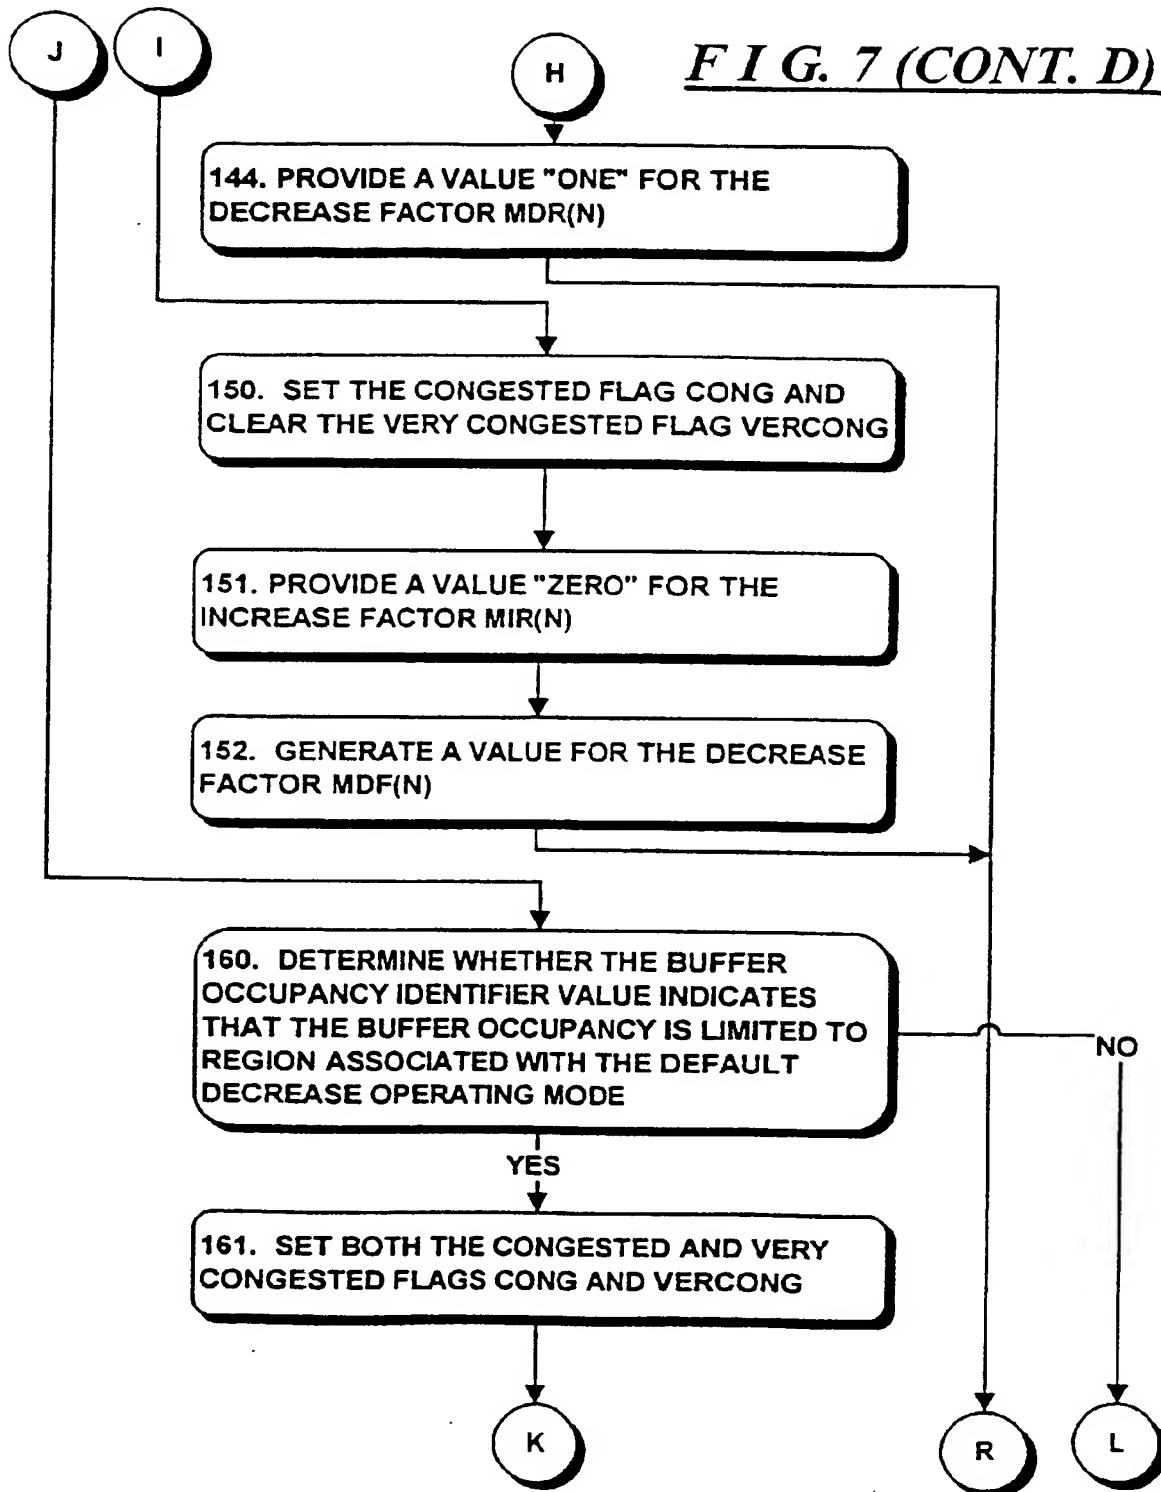 J
I
H
F I G. 7 (CONT. D)
144. PROVIDE A VALUE "ONE" FOR THE
DECREASE FACTOR MDR(N)
150. SET THE CONGESTED FLAG CONG AND
CLEAR THE VERY CONGESTED FLAG VERCONG
151. PROVIDE A VALUE "ZERO" FOR THE
INCREASE FACTOR MIR(N)
152. GENERATE A VALUE FOR THE DECREASE
FACTOR MDF(N)
160. DETERMINE WHETHER THE BUFFER
OCCUPANCY IDENTIFIER VALUE INDICATES
THAT THE BUFFER OCCUPANCY IS LIMITED TO
REGION ASSOCIATED WITH THE DEFAULT
DECREASE OPERATING MODE
NO
YES
161. SET BOTH THE CONGESTED AND VERY
CONGESTED FLAGS CONG AND VERCONG
K
R
L